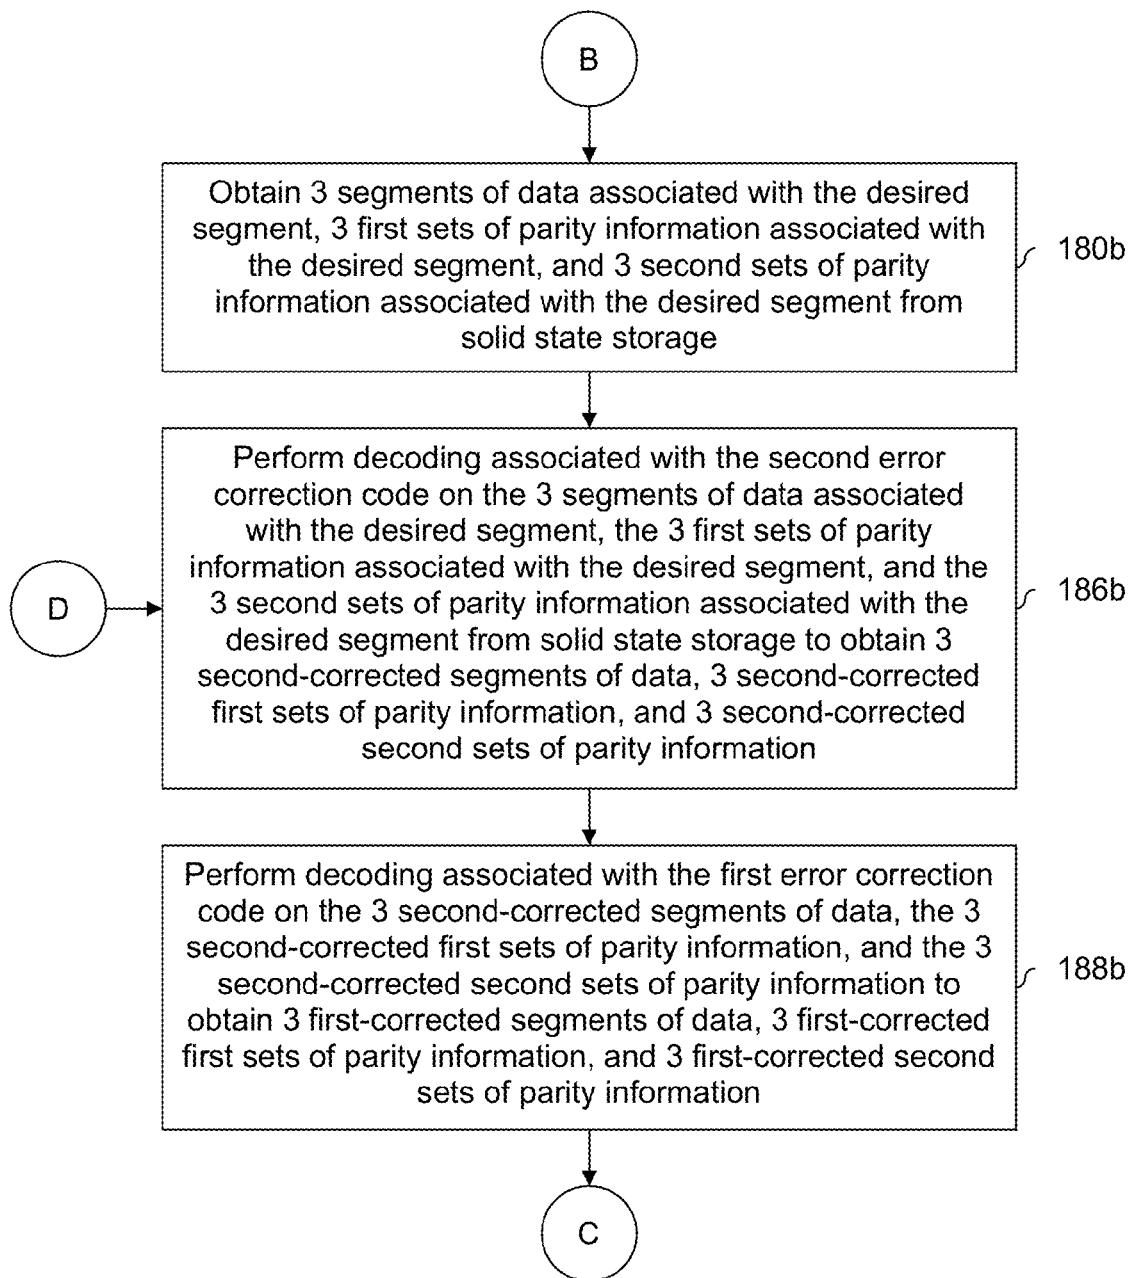 B
Obtain 3 segments of data associated with the desired
segment, 3 first sets of parity information associated with
the desired segment, and 3 second sets of parity
information associated with the desired segment from
solid state storage
180b
Perform decoding associated with the second error
correction code on the 3 segments of data associated
with the desired segment, the 3 first sets of parity
information associated with the desired segment, and the
3 second sets of parity information associated with the
desired segment from solid state storage to obtain 3
second-corrected segments of data, 3 second-corrected
first sets of parity information, and 3 second-corrected
second sets of parity information
186b
D
Perform decoding associated with the first error correction
code on the 3 second-corrected segments of data, the 3
second-corrected first sets of parity information, and the 3
second-corrected second sets of parity information to
obtain 3 first-corrected segments of data, 3 first-corrected
first sets of parity information, and 3 first-corrected second
sets of parity information
188b
C